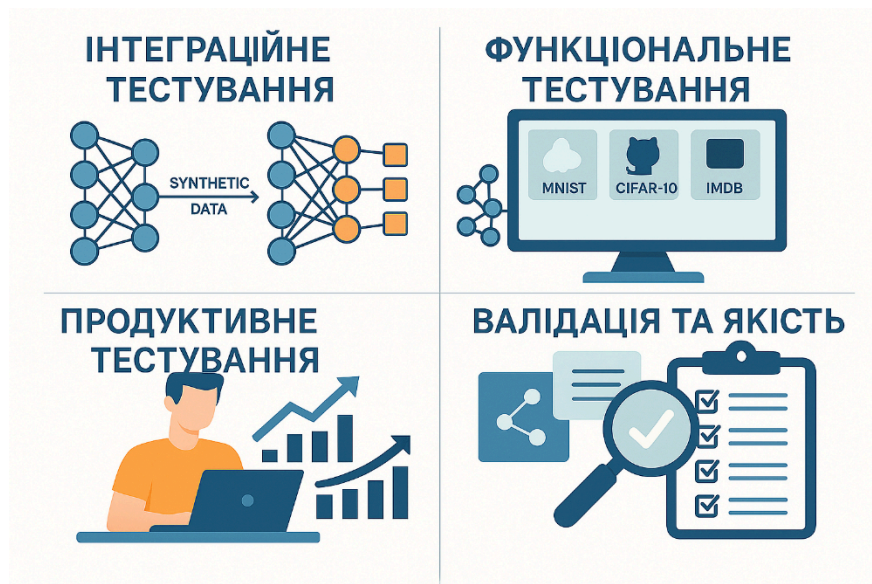 ІНТЕГРАЦІЙНЕ
ТЕСТУВАННЯ
SYNTHETIC
DATA
ФУНКЦІОНАЛЬНЕ
ТЕСТУВАННЯ
MNIST
CIFAR-10
IMDB
ПРОДУКТИВНЕ
ТЕСТУВАННЯ
ВАЛІДАЦІЯ ТА ЯКІСТЬ